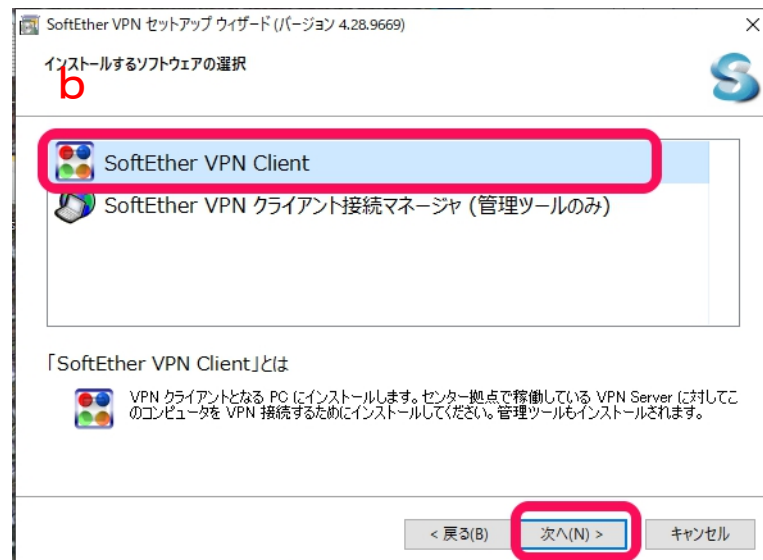 SoftEther VPN セットアップ ウィザード (バージョン 4.28.9669)
インストールするソフトウェアの選択
b
SoftEther VPN Client
SoftEther VPN クライアント接続マネージャ (管理ツールのみ)
「SoftEther VPN Client」とは
VPN クライアントとなる PC にインストールします。センター拠点で稼働している VPN Server に対してこ
のコンピュータを VPN 接続するためにインストールしてください。管理ツールもインストールされます。
< 戻る(B)
次へ(N) >
キャンセル